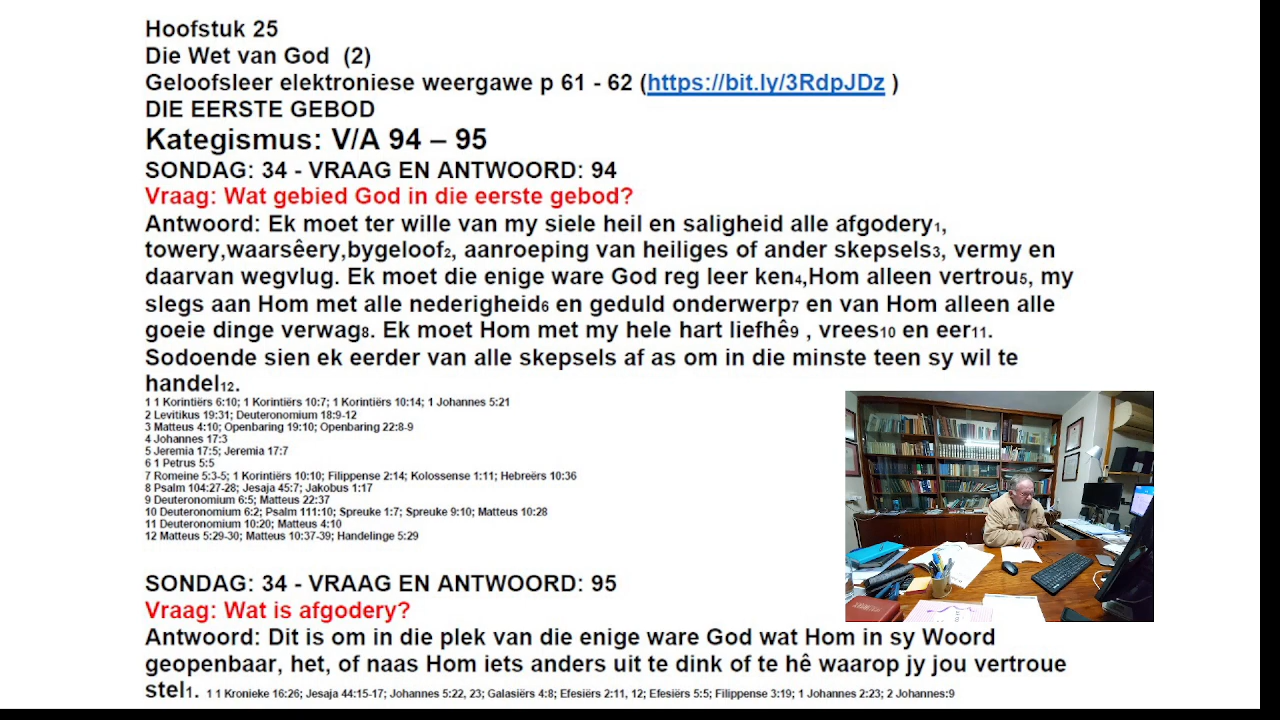 Hoofstuk 25
Die Wet van God (2)
Geloofsleer elektroniese weergawe p 61 - 62 (https://bit.ly/3RdpJDz )
DIE EERSTE GEBOD
Kategismus: V/A 94 – 95
SONDAG: 34 - VRAAG EN ANTWOORD: 94
Vraag: Wat gebied God in die eerste gebod?
Antwoord: Ek moet ter wille van my siele heil en saligheid alle afgodery1,
towery,waarsêery,bygeloof2, aanroeping van heiliges of ander skepsels3, vermy en
daarvan wegvlug. Ek moet die enige ware God reg leer ken4,Hom alleen vertrou5, my
slegs aan Hom met alle nederigheid6 en geduld onderwerp7 en van Hom alleen alle
goeie dinge verwag8. Ek moet Hom met my hele hart liefhê9 , vrees10 en eer11.
Sodoende sien ek eerder van alle skepsels af as om in die minste teen sy wil te
handel12.
1 1 Korintiërs 6:10; 1 Korintiërs 10:7; 1 Korintiërs 10:14; 1 Johannes 5:21
2 Levitikus 19:31; Deuteronomium 18:9-12
3 Matteus 4:10; Openbaring 19:10; Openbaring 22:8-9
4 Johannes 17:3
5 Jeremia 17:5; Jeremia 17:7
6 1 Petrus 5:5
7 Romeine 5:3-5; 1 Korintiërs 10:10; Filippense 2:14; Kolossense 1:11; Hebreërs 10:36
8 Psalm 104:27-28; Jesaja 45:7; Jakobus 1:17
9 Deuteronomium 6:5; Matteus 22:37
10 Deuteronomium 6:2; Psalm 111:10; Spreuke 1:7; Spreuke 9:10; Matteus 10:28
11 Deuteronomium 10:20; Matteus 4:10
12 Matteus 5:29-30; Matteus 10:37-39; Handelinge 5:29
SONDAG: 34 - VRAAG EN ANTWOORD: 95
Vraag: Wat is afgodery?
Antwoord: Dit is om in die plek van die enige ware God wat Hom in sy Woord
geopenbaar, het, of naas Hom iets anders uit te dink of te hê waarop jy jou vertroue
stel1. 1 1 Kronieke 16:26; Jesaja 44:15-17; Johannes 5:22, 23; Galasiërs 4:8; Efesiërs 2:11, 12; Efesiërs 5:5; Filippense 3:19; 1 Johannes 2:23; 2 Johannes:9